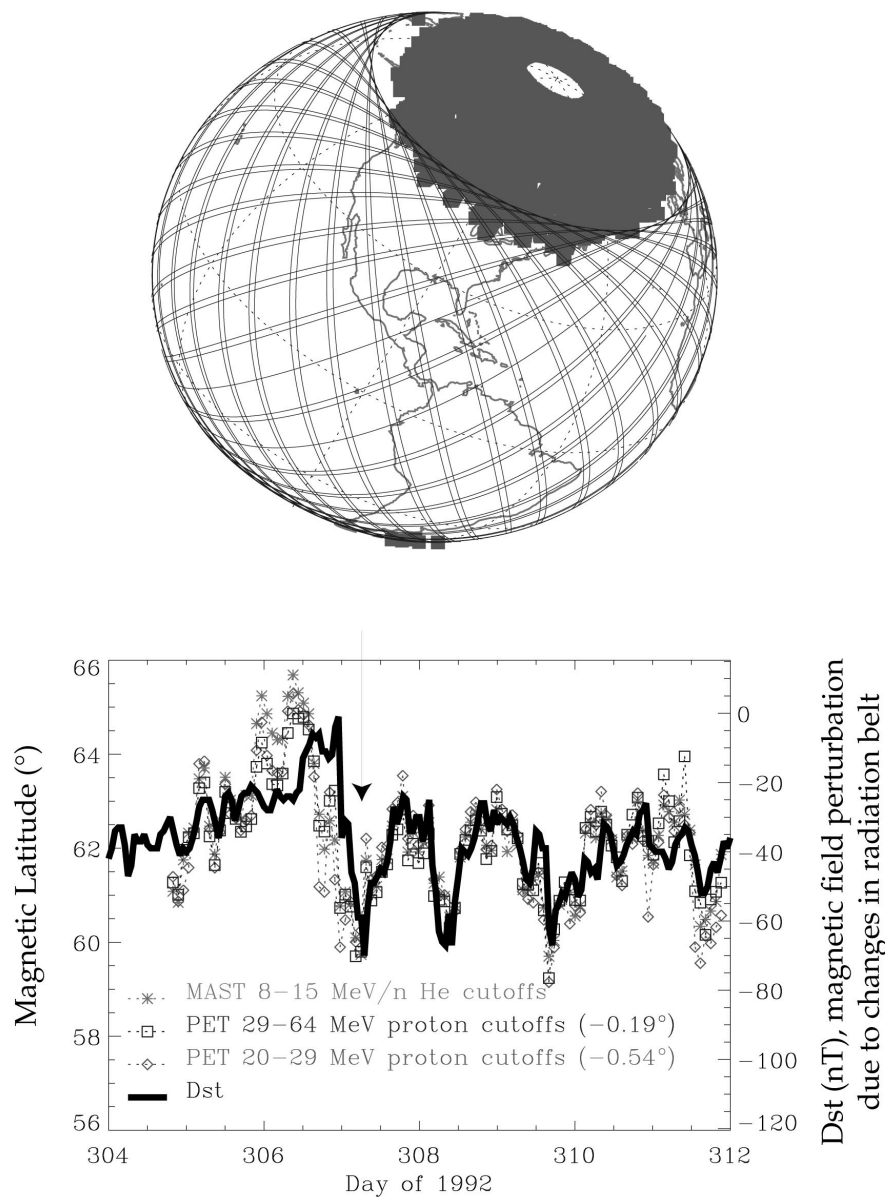 66
64
62
60
58
56
Magnetic Latitude (°)
0
−20
−40
−60
−80
−100
−120
Dst (nT), magnetic field perturbation
due to changes in radiation belt
MAST 8−15 MeV/n He cutoffs
PET 29−64 MeV proton cutoffs (−0.19°)
PET 20−29 MeV proton cutoffs (−0.54°)
Dst
304 306 308 310 312
Day of 1992